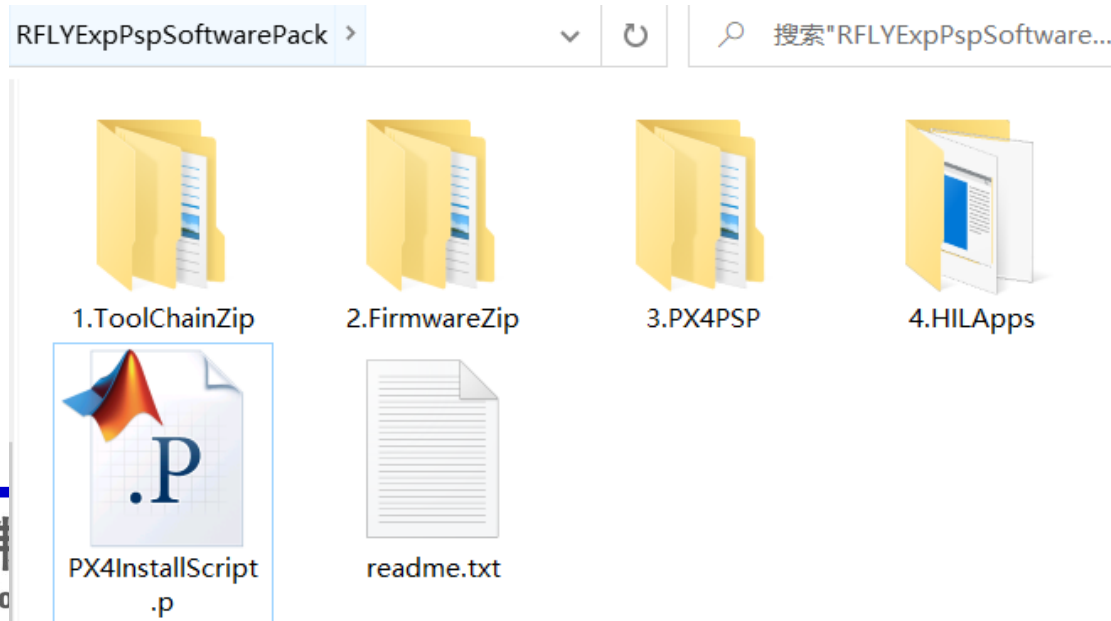 RFLYExpPspSoftwarePack >
搜索"RFLYExpPspSoftware...
1.ToolChainZip
2.FirmwareZip
3.PX4PSP
4.HILApps
.P
PX4InstallScript
.p
readme.txt